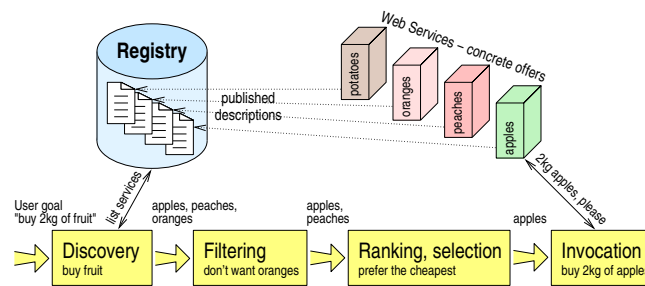 Web Services – concrete offers
Registry
potatoes
oranges
peaches
apples
published
descriptions
list services
2kg apples, please
User goal
"buy 2kg of fruit"
apples, peaches,
oranges
apples,
peaches
apples
Discovery
buy fruit
Filtering
don't want oranges
Ranking, selection
prefer the cheapest
Invocation
buy 2kg of apples